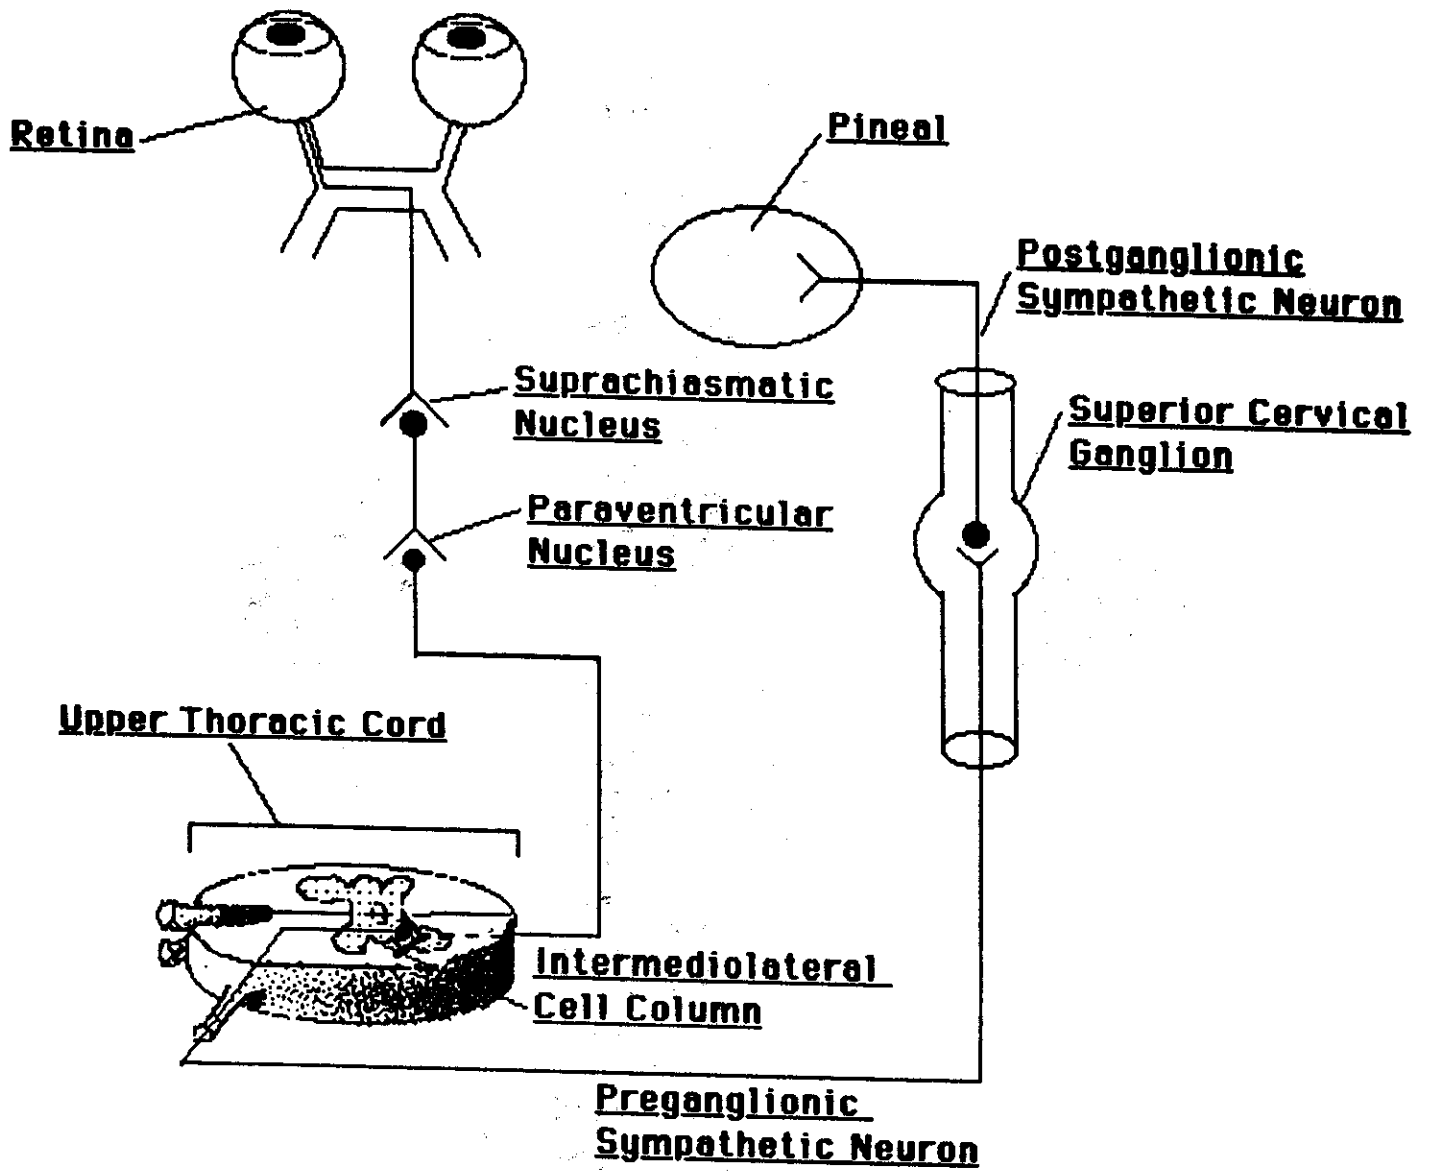 Retina
Pineal
Postganglionic
Sympathetic Neuron
Suprachiasmatic
Nucleus
Superior Cervical
Ganglion
Paraventricular
Nucleus
Upper Thoracic Cord
Intermediolateral
Cell Column
Preganglionic
Sympathetic Neuron